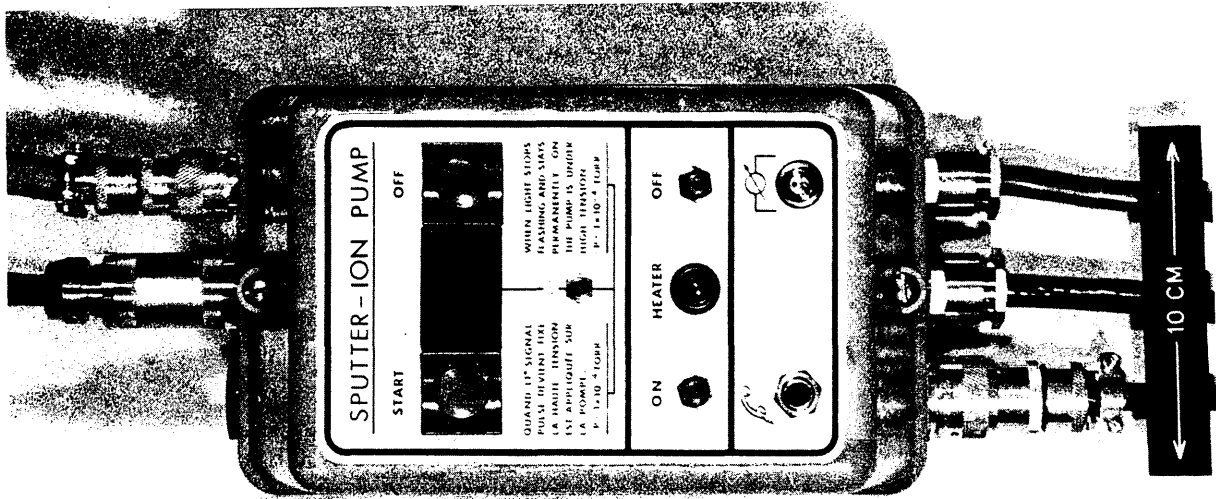 SPUTTER-ION PUMP
START
OFF
QUAND LE SIGNAL
PULSE DEVIENT FIXE
LA HAUTE TENSION
EST APPLIQUÉE SUR
LA POMPE.
WHEN LIGHT STOPS
FLASHING AND STAYS
PERMANENTLY ON
THE PUMP IS UNDER
HIGH TENSION
ON
HEATER
OFF
10 CM